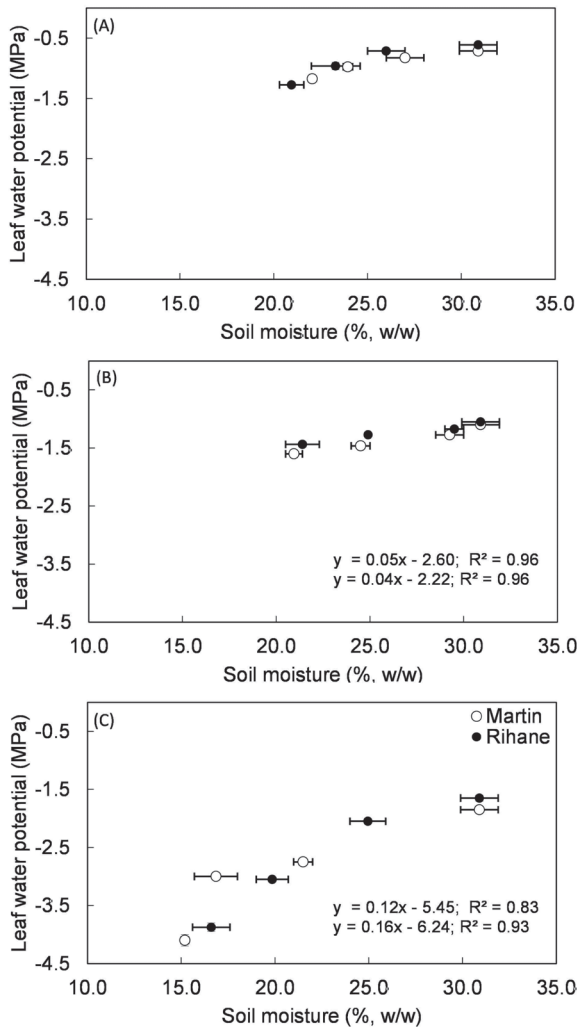 (A)
Leaf water potential (MPa)
-0.5
-1.5
-2.5
-3.5
-4.5
10.0 15.0 20.0 25.0 30.0 35.0
Soil moisture (%, w/w)
(B)
Leaf water potential (MPa)
-0.5
-1.5
-2.5
-3.5
-4.5
y = 0.05x - 2.60; R² = 0.96
y = 0.04x - 2.22; R² = 0.96
10.0 15.0 20.0 25.0 30.0 35.0
Soil moisture (%, w/w)
(C)
Martin
Rihane
Leaf water potential (MPa)
-0.5
-1.5
-2.5
-3.5
-4.5
y = 0.12x - 5.45; R² = 0.83
y = 0.16x - 6.24; R² = 0.93
10.0 15.0 20.0 25.0 30.0 35.0
Soil moisture (%, w/w)